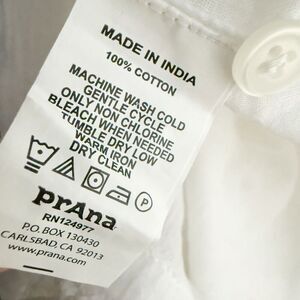 MADE IN INDIA
100% COTTON
MACHINE WASH COLD
GENTLE CYCLE
ONLY NON CHLORINE
BLEACH WHEN NEEDED
TUMBLE DRY LOW
WARM IRON
DRY CLEAN
P
prAna
RN124977
P.O. BOX 130430
CARLSBAD, CA 92013
www.prana.com